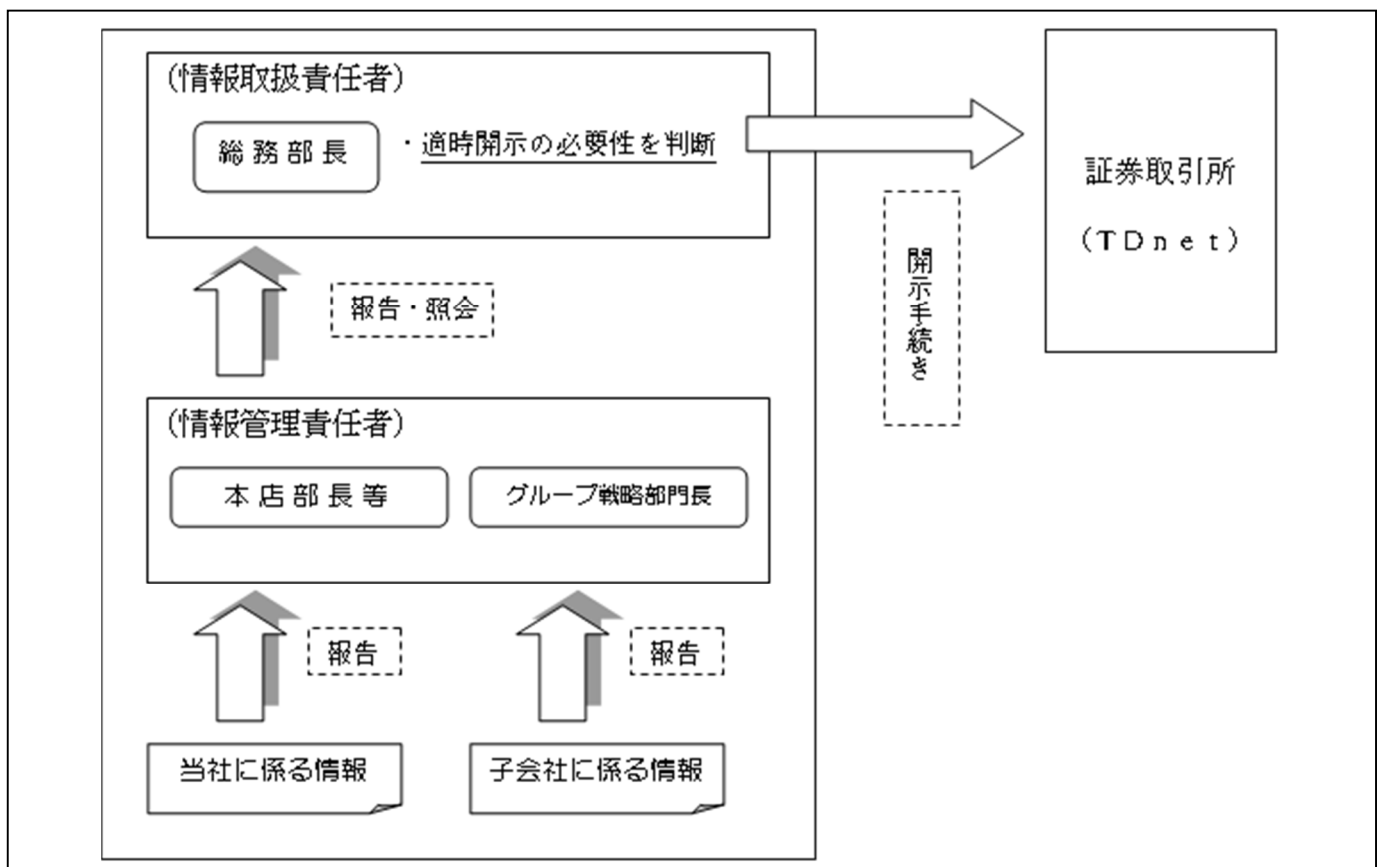 (情報取扱責任者)
総務部長
・適時開示の必要性を判断
証券取引所
(TDnet)
開示手続き
報告・照会
(情報管理責任者)
本店部長等
グループ戦略部門長
報告
報告
当社に係る情報
子会社に係る情報